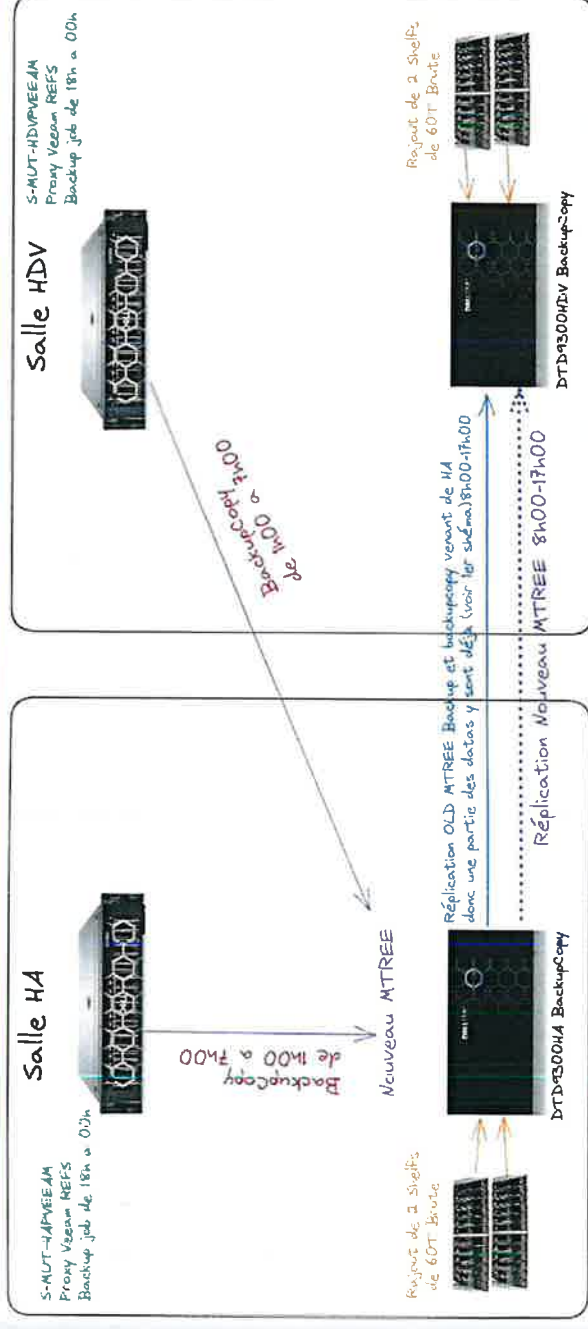 Salle HA
S-MUT-HAPVEEAM
Proxy Veeam REFS
Backup job de 18h a 00h
BackupCopy
de 1h00 a 7h00
Nouveau MTREE
Rajout de 2 shelfs
de 60T Brute
DTD9300HA BackupCopy
Réplication OLD MTREE Backup et backupcopy venant de HA
donc une partie des datas y sont déjà (voir 1er shéma) 8h00-17h00
Réplication Nouveau MTREE 8h00-17h00
Salle HDV
S-MUT-HDVPVEEAM
Proxy Veeam REFS
Backup job de 18h a 00h
BackupCopy
de 1h00 a 7h00
Rajout de 2 shelfs
de 60T Brute
DTD9300HDV BackupCopy